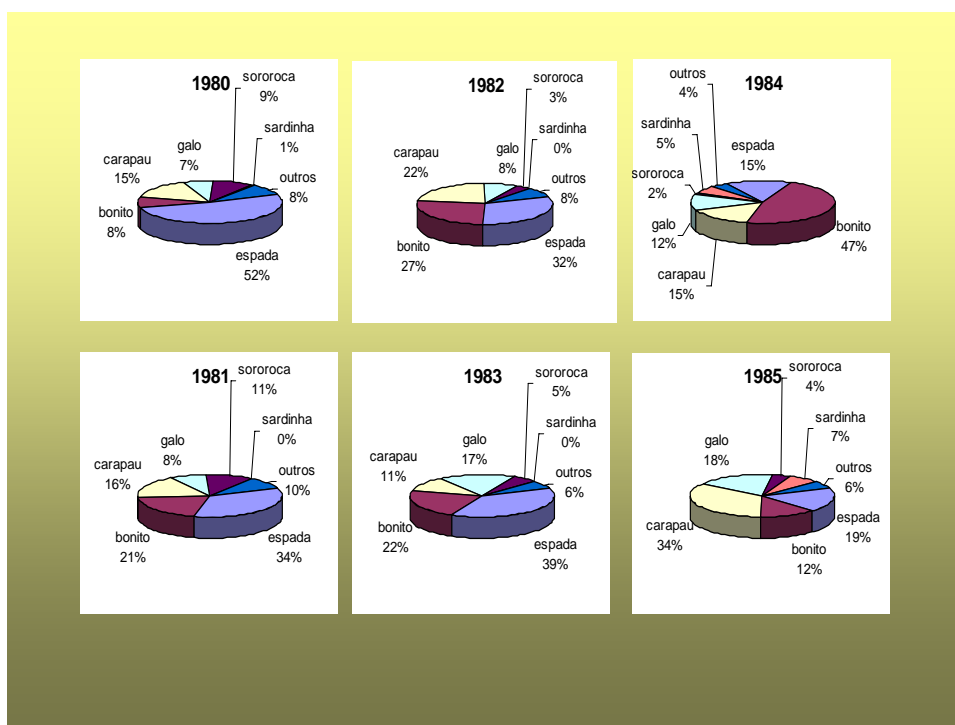 1980
sororoca
9%
sardinha
1%
galo
7%
carapau
15%
outros
8%
bonito
8%
espada
52%
1982
sororoca
3%
sardinha
0%
galo
8%
carapau
22%
outros
8%
bonito
27%
espada
32%
1984
outros
4%
sardinha
5%
espada
15%
sororoca
2%
galo
12%
bonito
47%
carapau
15%
1981
sororoca
11%
sardinha
0%
galo
8%
carapau
16%
outros
10%
bonito
21%
espada
34%
1983
sororoca
5%
sardinha
0%
galo
17%
carapau
11%
outros
6%
bonito
22%
espada
39%
1985
sororoca
4%
sardinha
7%
galo
18%
outros
6%
carapau
34%
espada
19%
bonito
12%